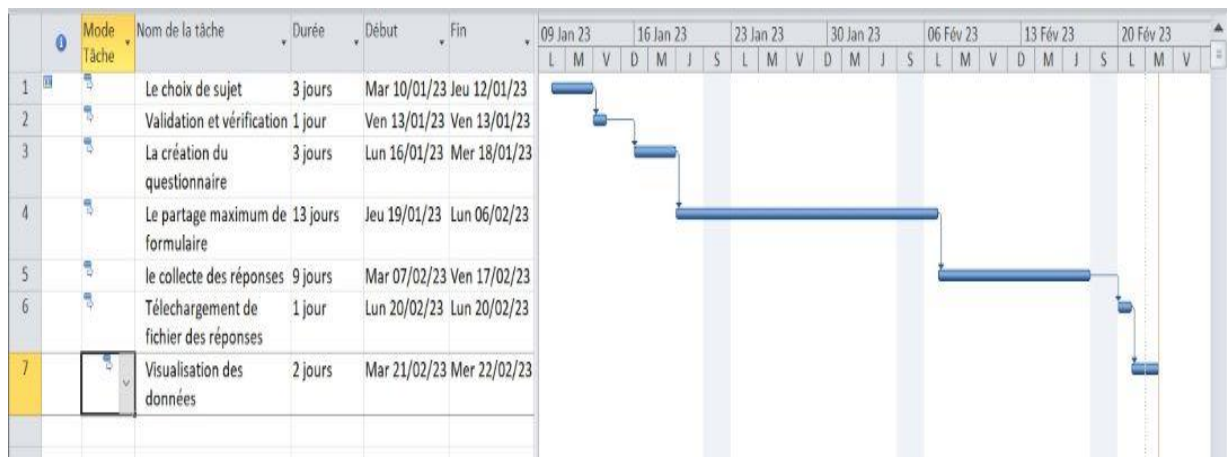 Mode Tâche Nom de la tâche Durée Début Fin 09 Jan 23 16 Jan 23 23 Jan 23 30 Jan 23 06 Fév 23 13 Fév 23 20 Fév 23
L M V D M J S L M V D M J S L M V D M J S L M V
1 Le choix de sujet 3 jours Mar 10/01/23 Jeu 12/01/23
2 Validation et vérification 1 jour Ven 13/01/23 Ven 13/01/23
3 La création du questionnaire 3 jours Lun 16/01/23 Mer 18/01/23
4 Le partage maximum de formulaire 13 jours Jeu 19/01/23 Lun 06/02/23
5 le collecte des réponses 9 jours Mar 07/02/23 Ven 17/02/23
6 Télechargement de fichier des réponses 1 jour Lun 20/02/23 Lun 20/02/23
7 Visualisation des données 2 jours Mar 21/02/23 Mer 22/02/23